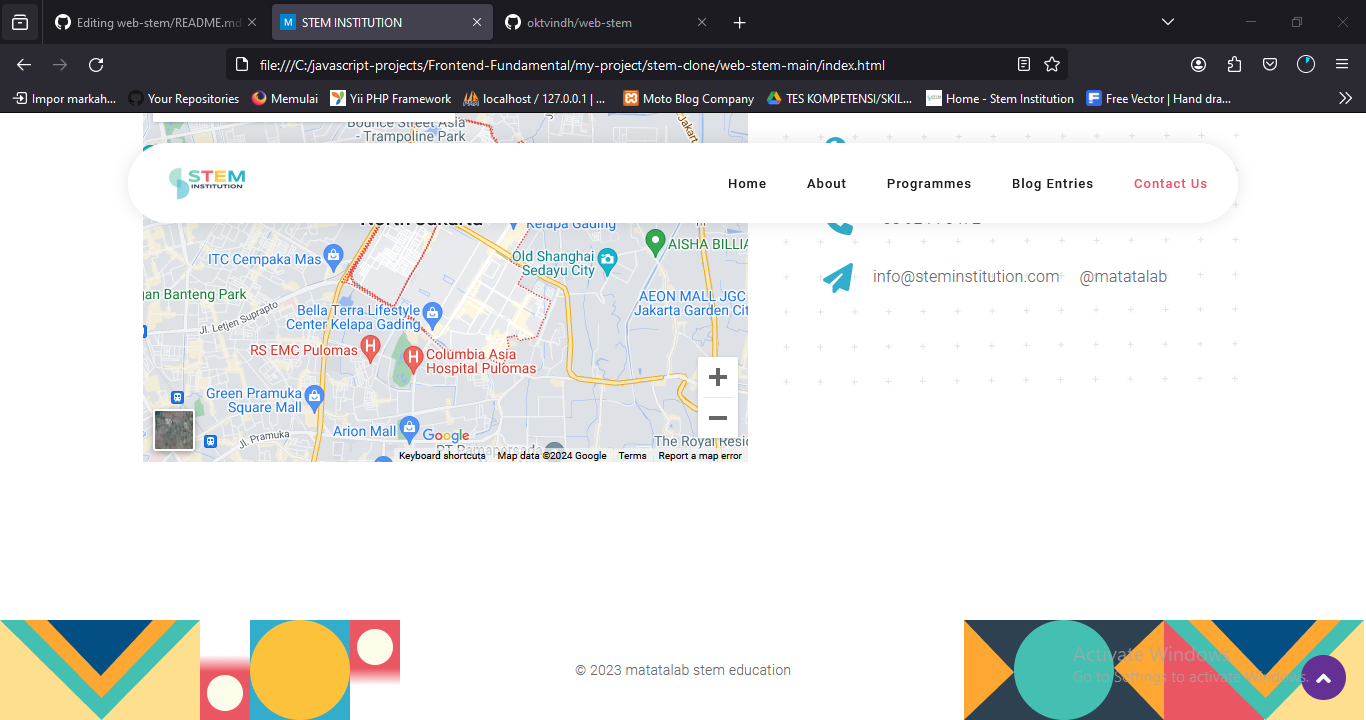 Editing web-stem/README.md
STEM INSTITUTION
oktvindh/web-stem
file:///C:/javascript-projects/Frontend-Fundamental/my-project/stem-clone/web-stem-main/index.html
Impor markah...
Your Repositories
Memulai
Yii PHP Framework
localhost / 127.0.0.1 | ...
Moto Blog Company
TES KOMPETENSI/SKIL...
Home - Stem Institution
Free Vector | Hand dra...
Bounce Street Asia
- Trampoline Park
Jakarta
STEM
INSTITUTION
Home
About
Programmes
Blog Entries
Contact Us
North Jakarta
Kelapa Gading
AISHA BILLIA
ITC Cempaka Mas
Old Shanghai
Sedayu City
info@steminstitution.com
@matatalab
gan Banteng Park
AEON MALL JGC
Jakarta Garden City
Jl. Letjen Suprapto
Bella Terra Lifestyle
Center Kelapa Gading
RS EMC Pulomas
Columbia Asia
Hospital Pulomas
Green Pramuka
Square Mall
Jl. Pramuka
Arion Mall
Google
The Royal Resid
Keyboard shortcuts
Map data ©2024 Google
Terms
Report a map error
© 2023 matatalab stem education
Activate Windows
Go to Settings to activate Windows.